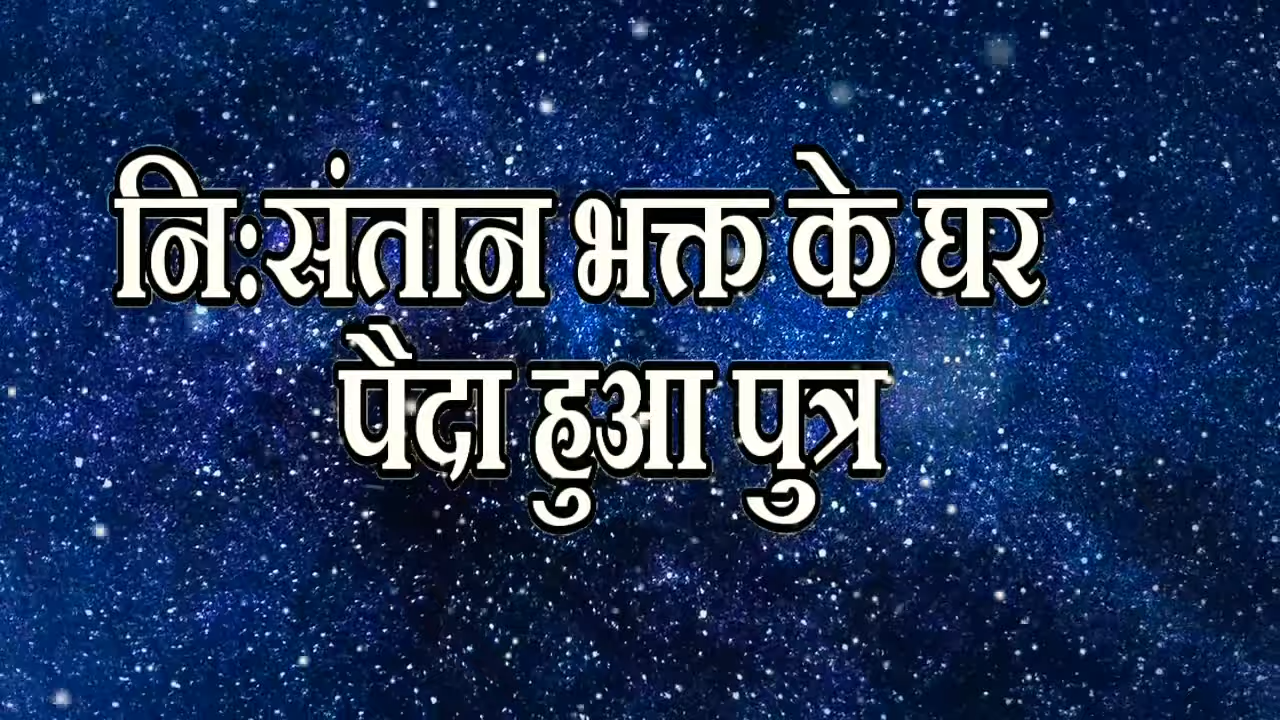 नि:संतान भक्त के घर
पैदा हुआ पुत्र